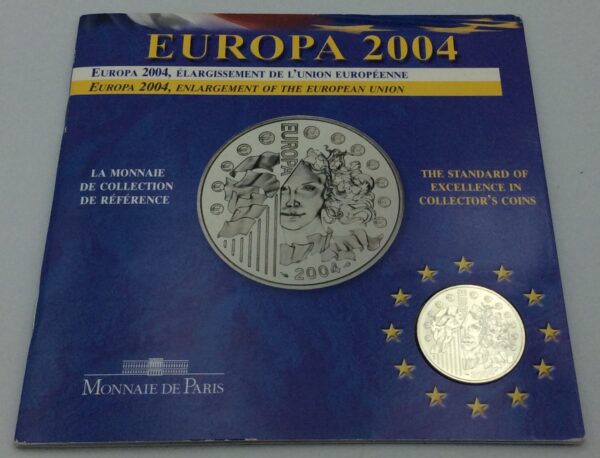 EUROPA 2004
EUROPA 2004, ÉLARGISSEMENT DE L'UNION EUROPÉENNE
EUROPA 2004, ENLARGEMENT OF THE EUROPEAN UNION
LA MONNAIE
DE COLLECTION
DE RÉFÉRENCE
EUROPA
2004
THE STANDARD OF
EXCELLENCE IN
COLLECTOR'S COINS
MONNAIE DE PARIS